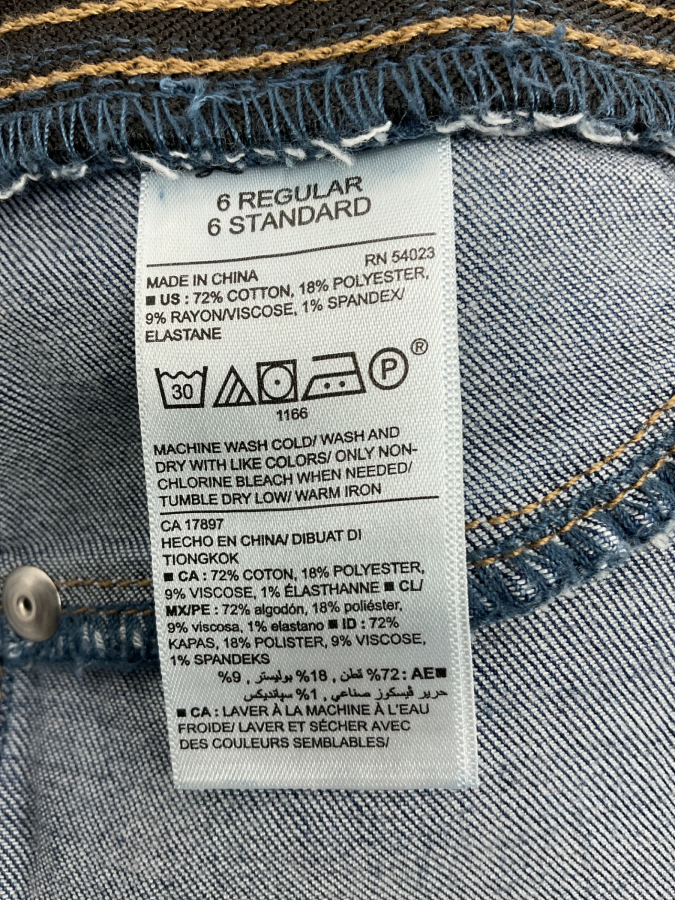 6 REGULAR
6 STANDARD
RN 54023
MADE IN CHINA
■ US : 72% COTTON, 18% POLYESTER,
9% RAYON/VISCOSE, 1% SPANDEX/
ELASTANE
30 P ®
1166
MACHINE WASH COLD/ WASH AND
DRY WITH LIKE COLORS/ ONLY NON-
CHLORINE BLEACH WHEN NEEDED/
TUMBLE DRY LOW/ WARM IRON
CA 17897
HECHO EN CHINA/ DIBUAT DI
TIONGKOK
■ CA : 72% COTON, 18% POLYESTER,
9% VISCOSE, 1% ÉLASTHANNE ■ CL/
MX/PE : 72% algodón, 18% poliéster,
9% viscosa, 1% elastano ■ ID : 72%
KAPAS, 18% POLISTER, 9% VISCOSE,
1% SPANDEKS
■AE : 72% قطن , 18% بوليستر , 9%
حرير فيسكوز صناعي , 1% سپانديكس
■ CA : LAVER À LA MACHINE À L'EAU
FROIDE/ LAVER ET SÉCHER AVEC
DES COULEURS SEMBLABLES/